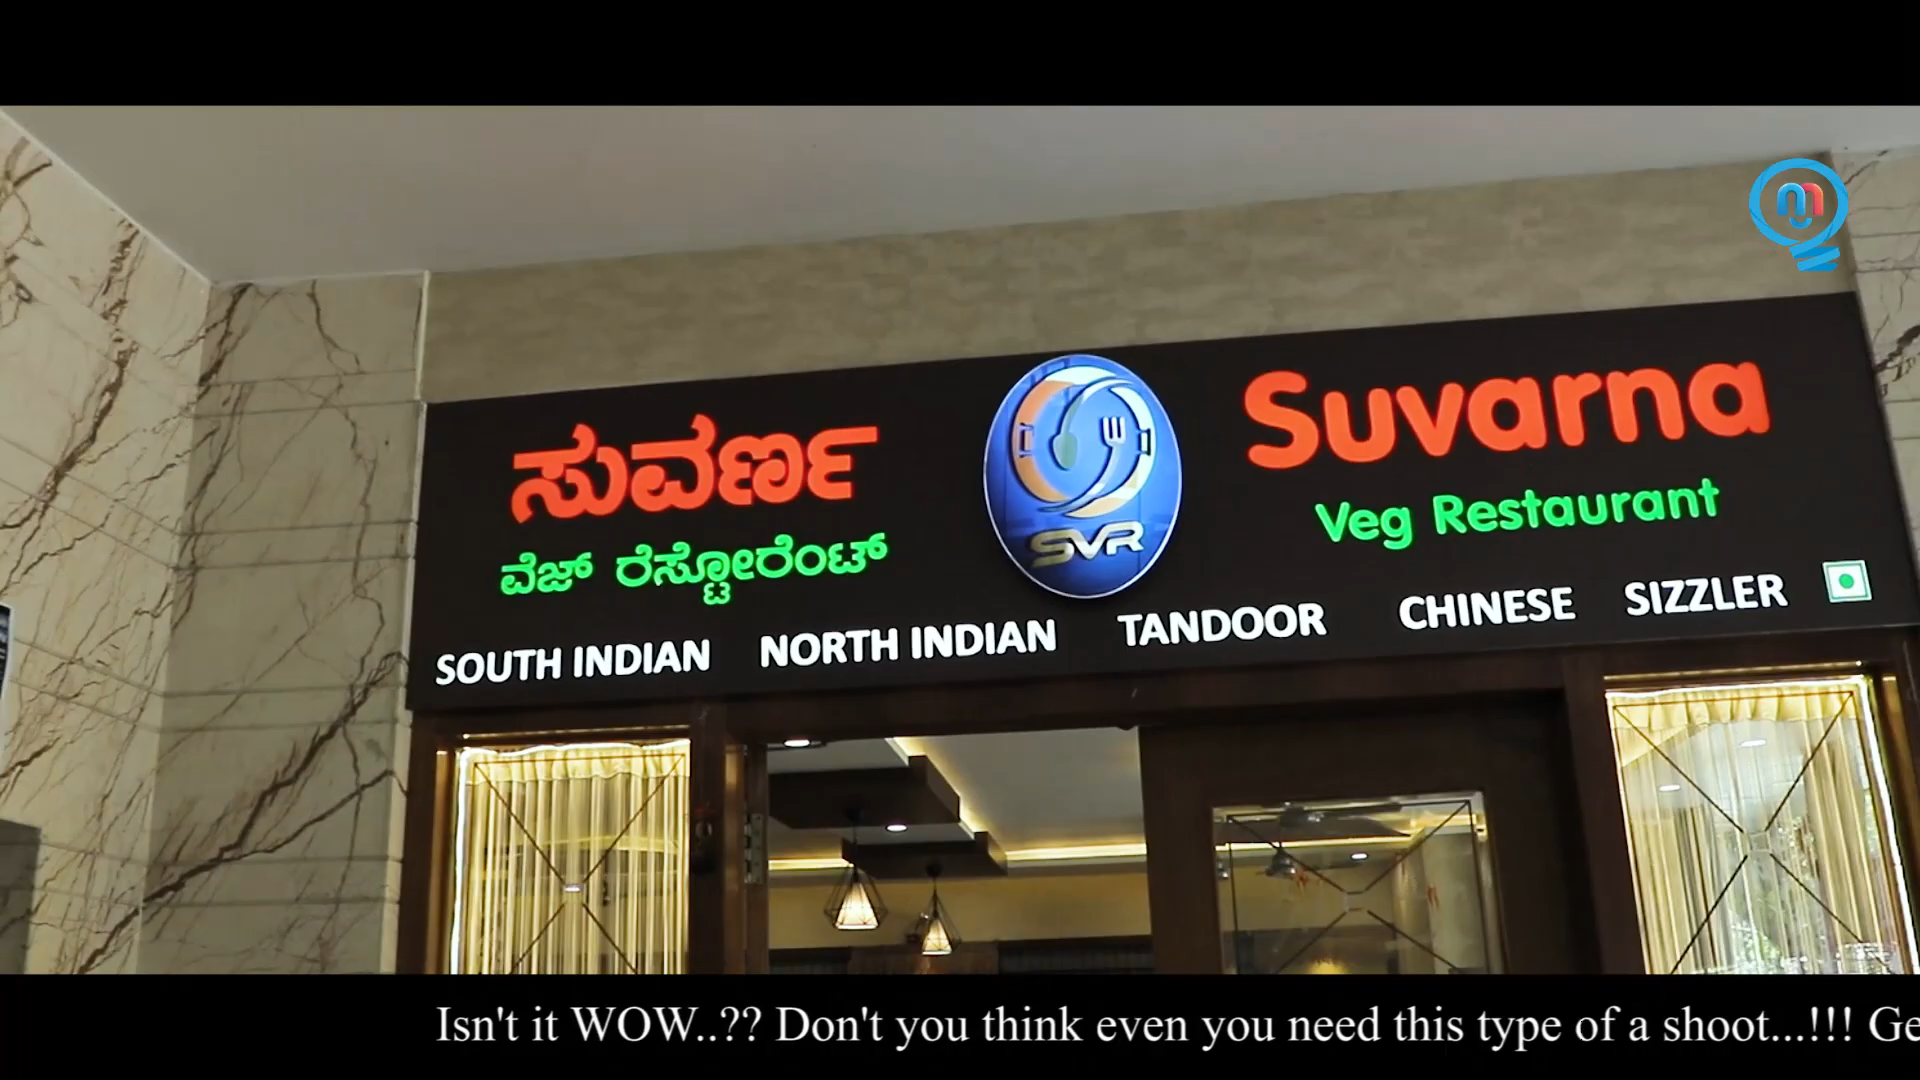 ಸುವರ್ಣ
ವೆಜ್ ರೆಸ್ಟೋರೆಂಟ್
SVR
Suvarna
Veg Restaurant
SOUTH INDIAN NORTH INDIAN TANDOOR CHINESE SIZZLER
Isn't it WOW..?? Don't you think even you need this type of a shoot...!!! Ge